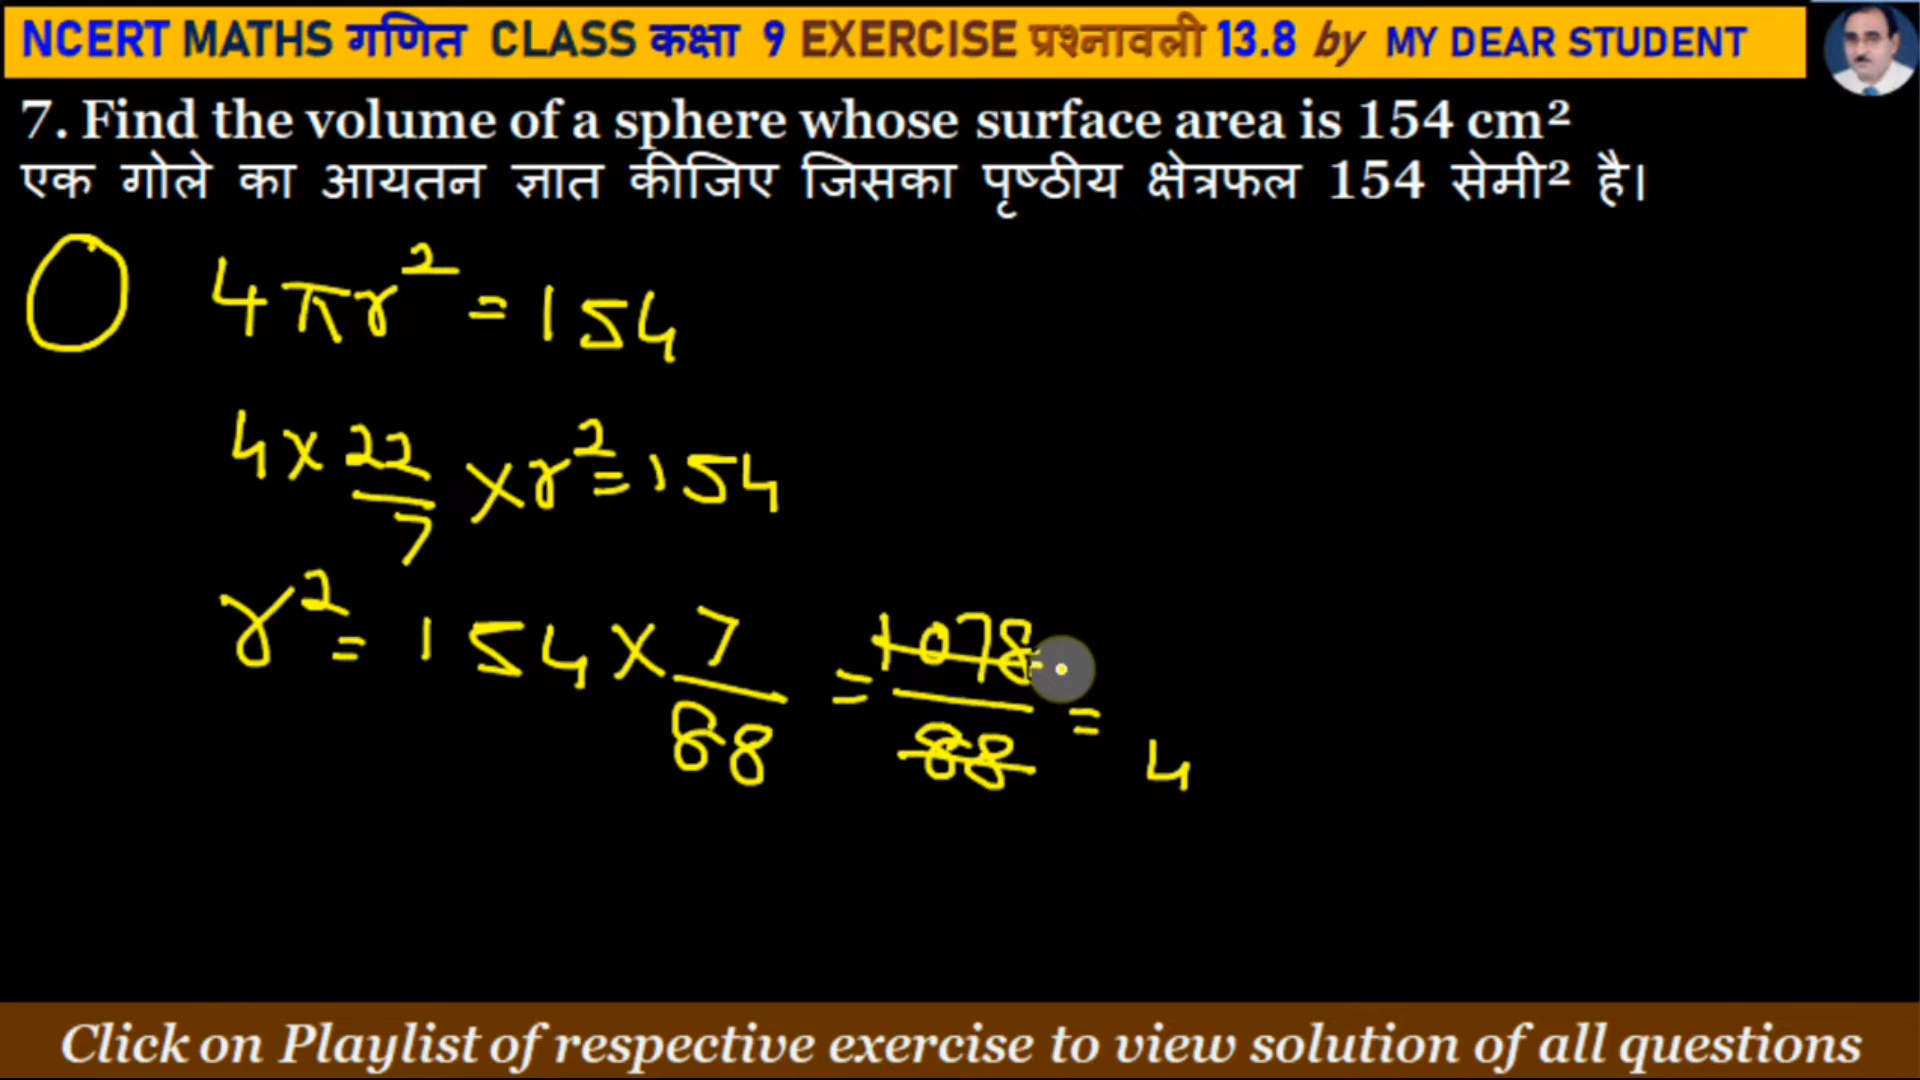 NCERT MATHS गणित CLASS कक्षा 9 EXERCISE प्रश्नावली 13.8 by MY DEAR STUDENT
7. Find the volume of a sphere whose surface area is 154 cm²
एक गोले का आयतन ज्ञात कीजिए जिसका पृष्ठीय क्षेत्रफल 154 सेमी² है।
4πr² = 154
4 × 22/7 × r² = 154
r² = 154 × 7/88 = 1078/88 = 4
Click on Playlist of respective exercise to view solution of all questions